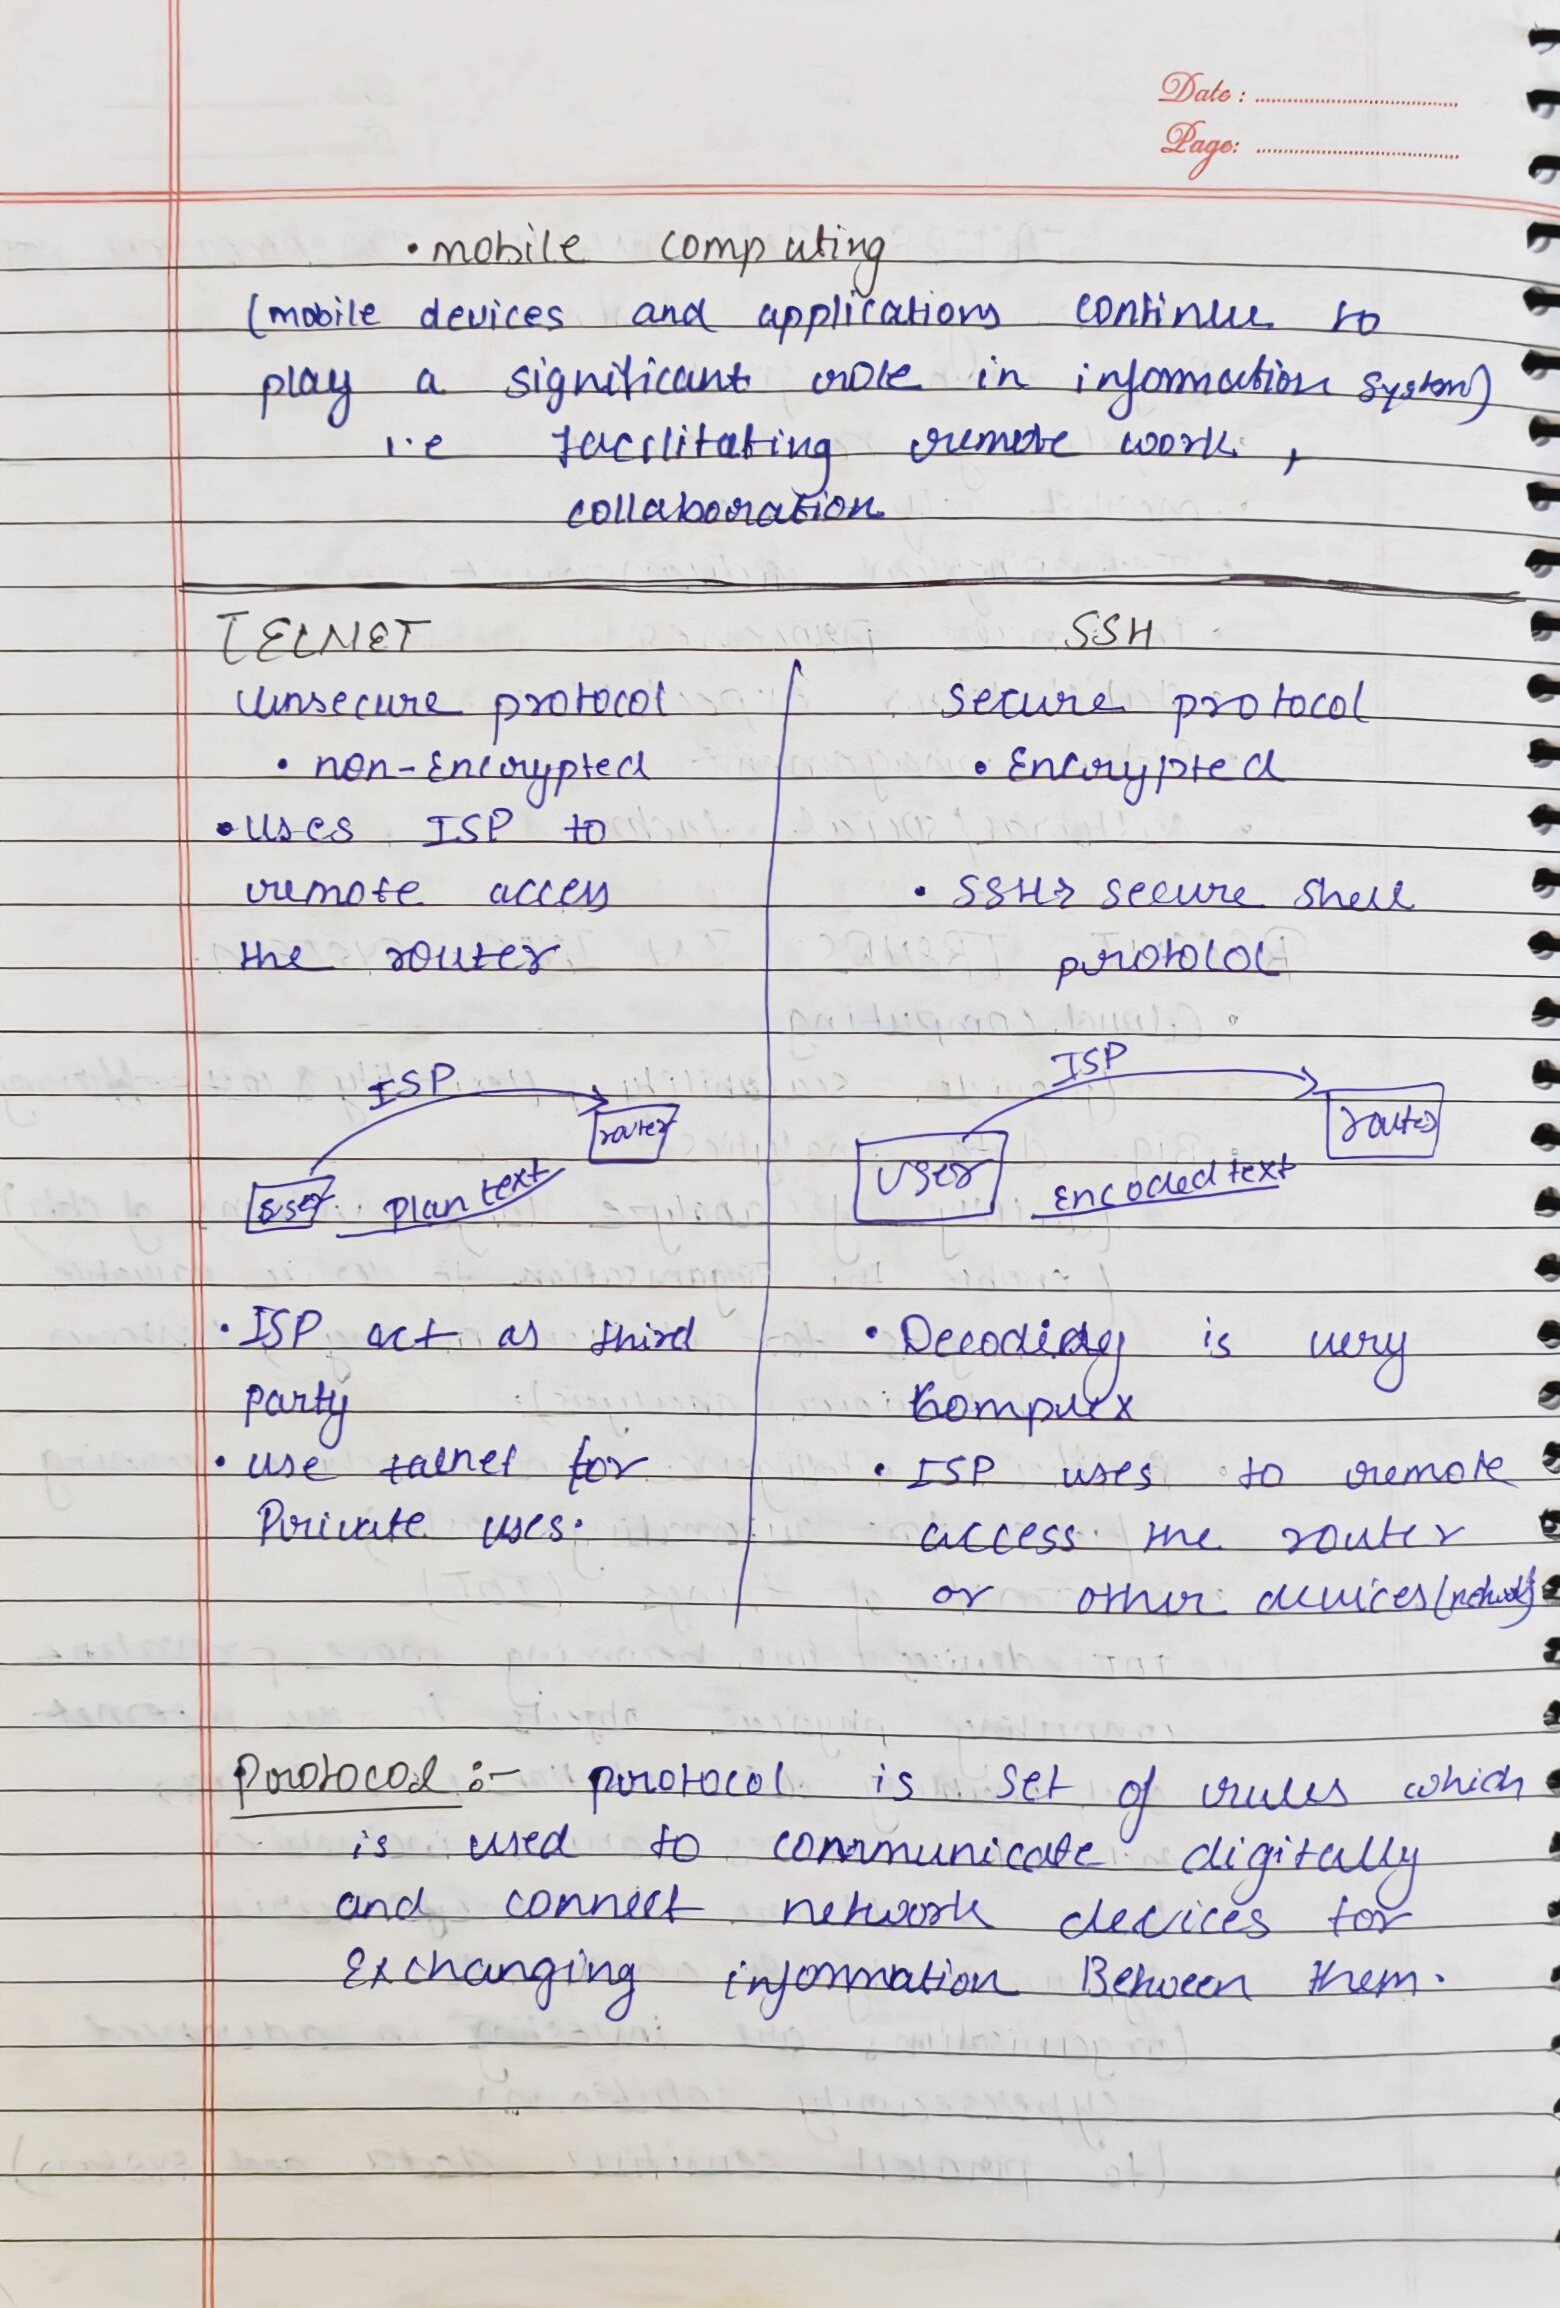 Date :
Page:
• mobile computing
(mobile devices and applications continue to
play a significant role in information system)
i.e facilitating remote work,
collaboration
TELNET
Unsecure protocol
• non-Encrypted
• Uses ISP to
remote access
the router
ISP
router
user
plan text
• ISP act as third
party
• use talnet for
Private uses.
SSH
Secure protocol
• Encrypted
• SSH → secure shell
protocol
ISP
router
user
Encoded text
• Decoding is very
Complex
• ISP uses to remote
access the router
or other devices (network)
Protocol :- protocol is set of rules which
is used to communicate digitally
and connect network devices for
Exchanging information Between them.